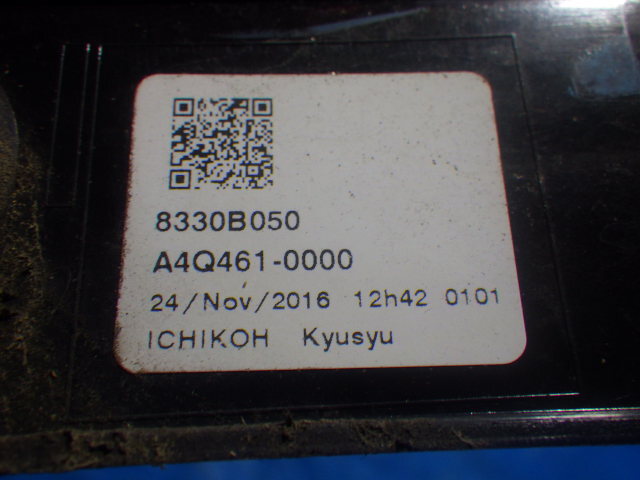 8330B050
A4Q461-0000
24/Nov/2016 12h42 0101
ICHIKOH Kyusyu